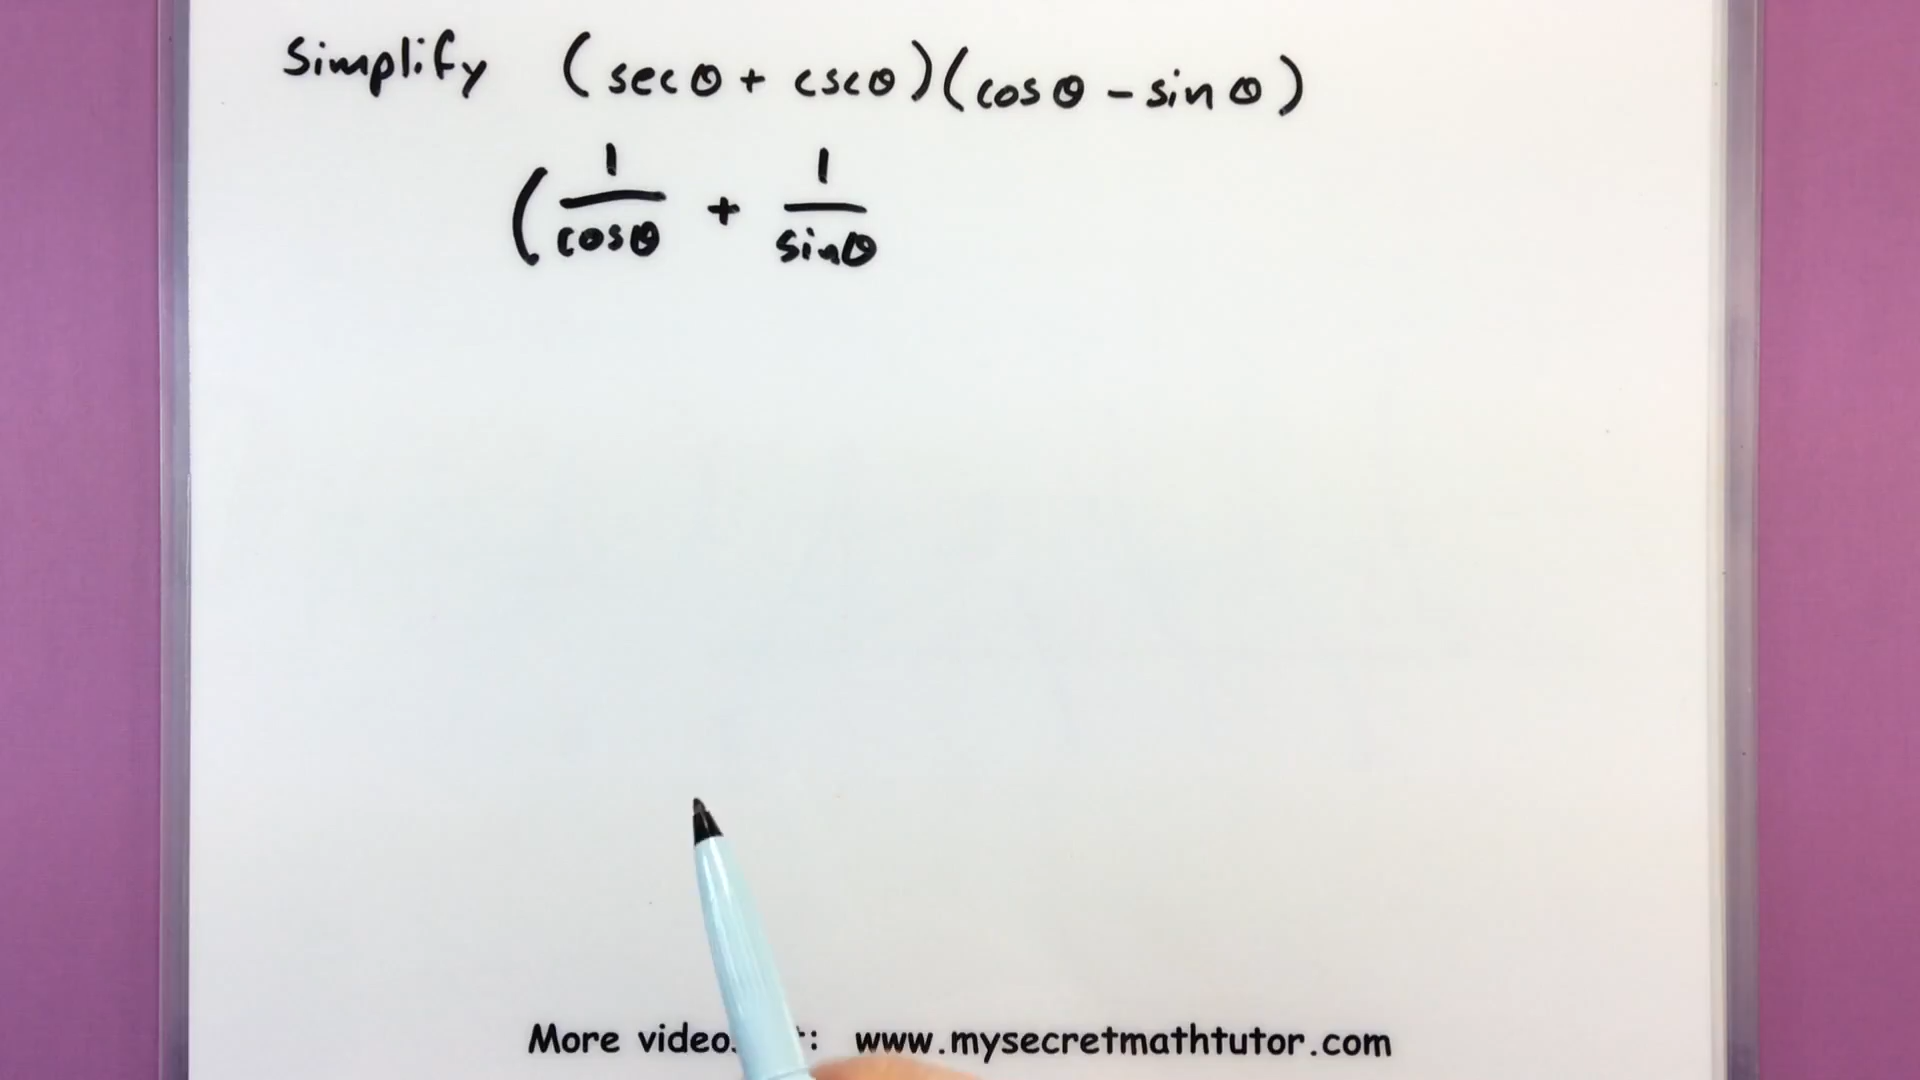 Simplify (secθ + cscθ)(cosθ - sinθ)
(1/cosθ + 1/sinθ
More video : www.mysecretmathtutor.com